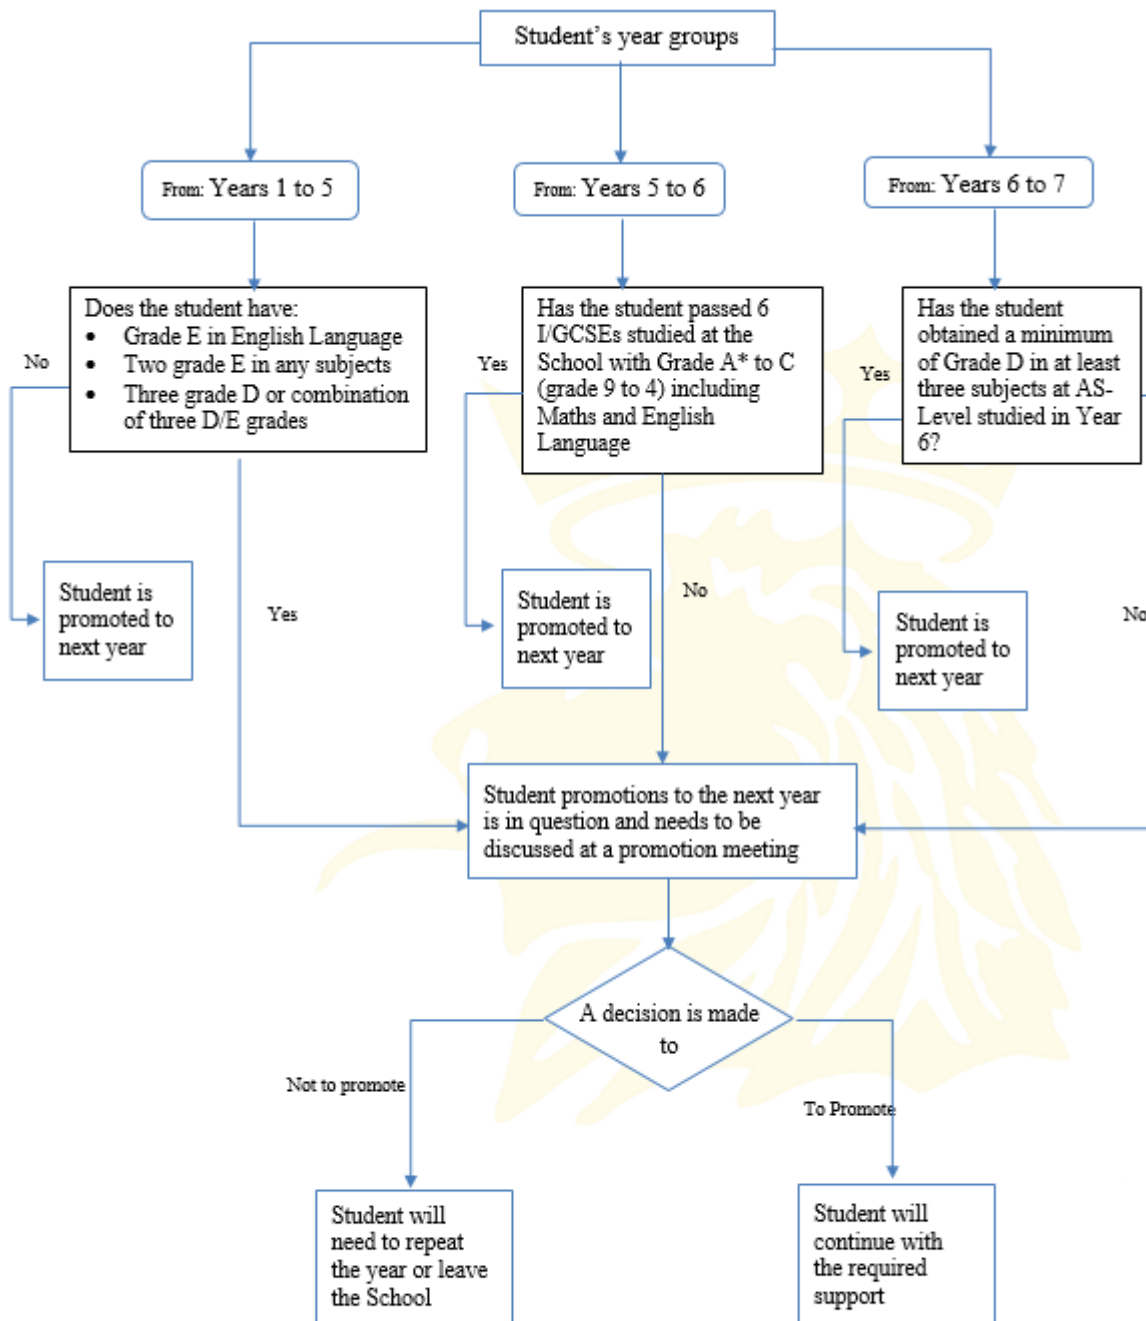 Student’s year groups
From: Years 1 to 5
From: Years 5 to 6
From: Years 6 to 7
Does the student have:
• Grade E in English Language
• Two grade E in any subjects
• Three grade D or combination
of three D/E grades
No
Has the student passed 6
I/GCSEs studied at the
School with Grade A* to C
(grade 9 to 4) including
Maths and English
Language
Yes
Has the student
obtained a minimum
of Grade D in at least
three subjects at AS-
Level studied in Year
6?
Yes
Student is
promoted to
next year
Yes
Student is
promoted to
next year
No
Student is
promoted to
next year
No
Student promotions to the next year
is in question and needs to be
discussed at a promotion meeting
A decision is made
to
Not to promote
To Promote
Student will
need to repeat
the year or leave
the School
Student will
continue with
the required
support